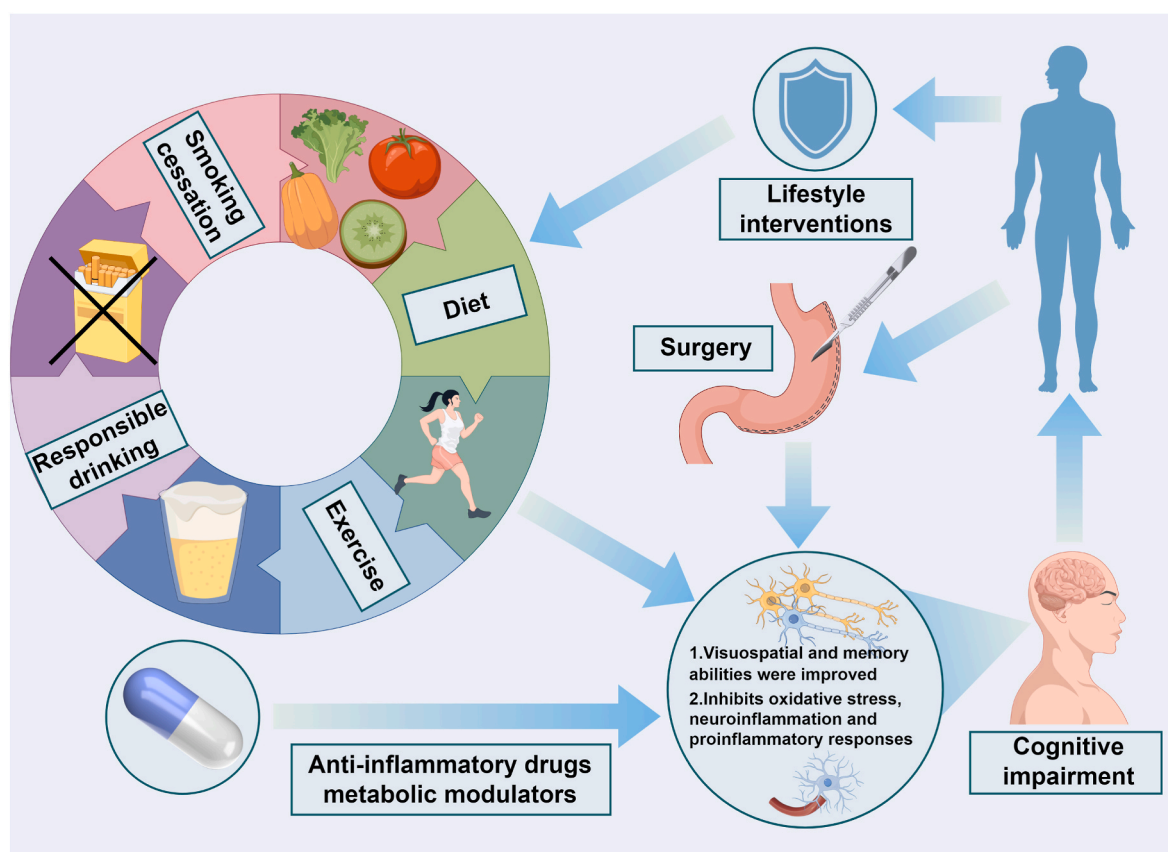 Smoking
cessation
Diet
Exercise
Responsible
drinking
Lifestyle
interventions
Surgery
1.Visuospatial and memory
abilities were improved
2.Inhibits oxidative stress,
neuroinflammation and
proinflammatory responses
Anti-inflammatory drugs
metabolic modulators
Cognitive
impairment